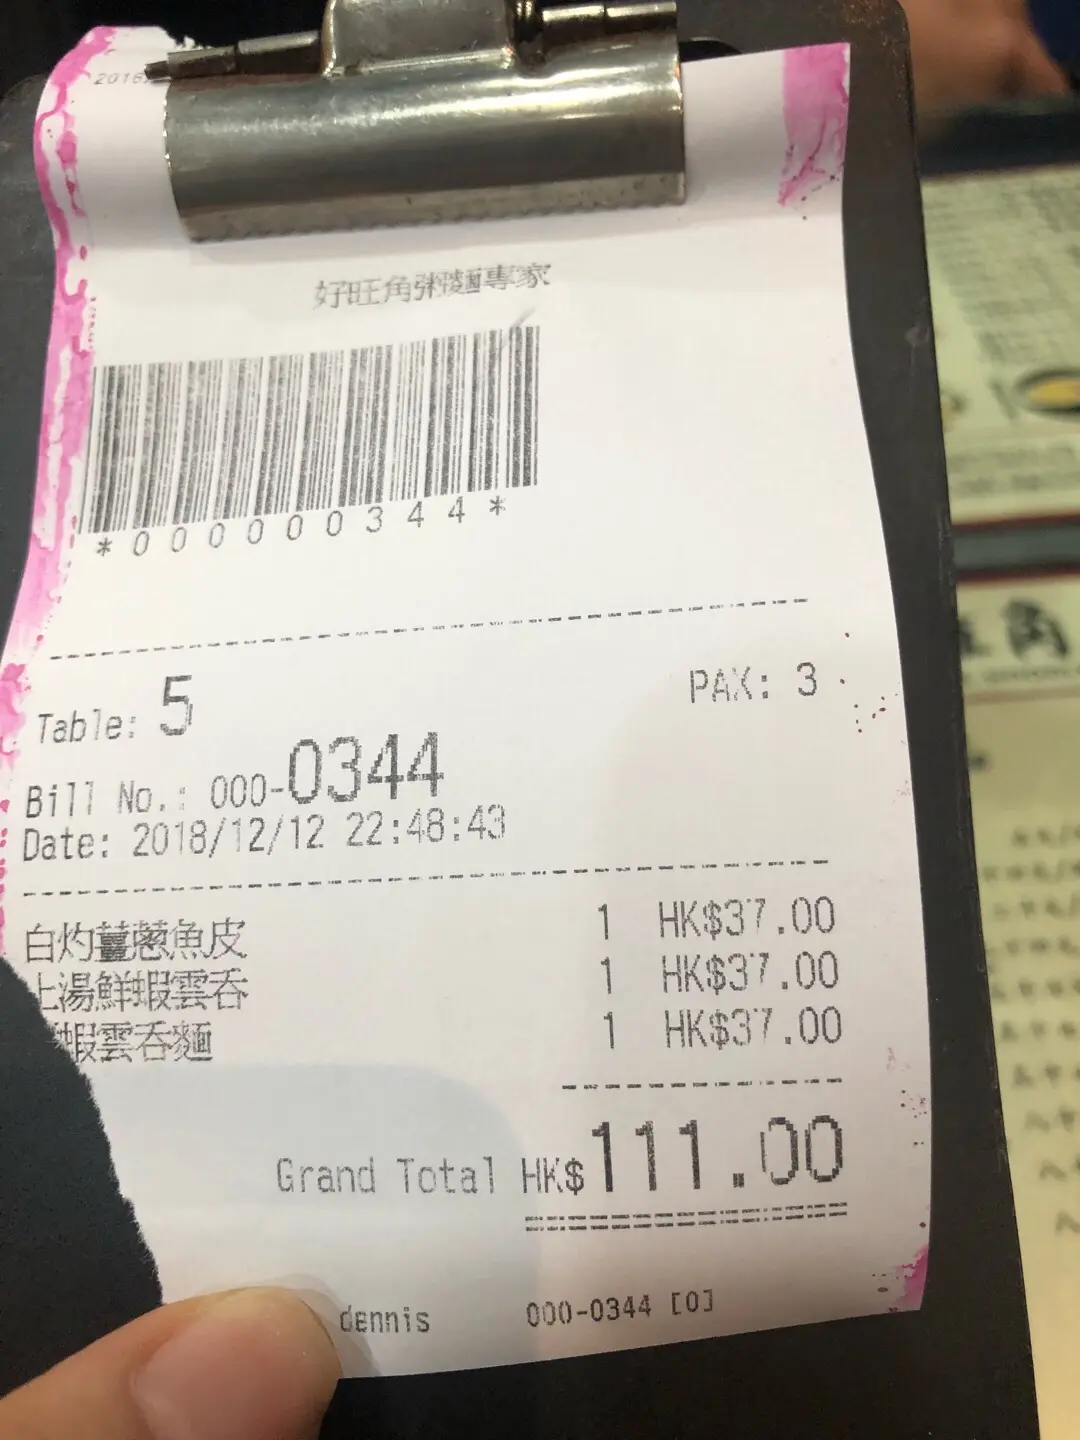 好旺角粥麵專家
*000000344*
Table: 5 PAX: 3
Bill No.: 000-0344
Date: 2018/12/12 22:48:43
白灼薑蔥魚皮 1 HK$37.00
上湯鮮蝦雲吞 1 HK$37.00
蝦雲吞麵 1 HK$37.00
Grand Total HK$111.00
dennis 000-0344 [0]